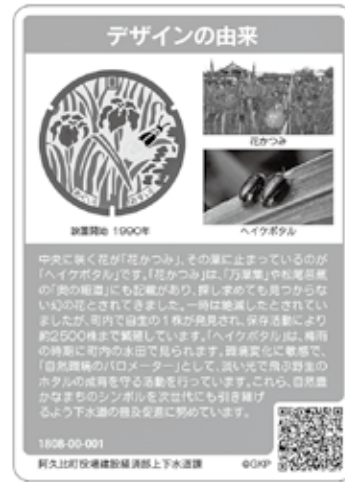 デザインの由来
花かつみ
設置開始 1990年
ヘイケボタル
中央に咲く花が「花かつみ」、その葉に止まっているのが
「ヘイケボタル」です。「花かつみ」は、「万葉集」や松尾芭蕉
の「奥の細道」にも記載があり、探し求めても見つからな
い幻の花とされてきました。一時は絶滅したとされてい
ましたが、町内で自生の1株が発見され、保存活動により
約2500株まで繁殖しています。「ヘイケボタル」は、梅雨
の時期に町内の水田で見られます。環境変化に敏感で、
「自然環境のバロメーター」として、淡い光で飛ぶ野生の
ホタルの成育を守る活動を行っています。これら、自然豊
かなまちのシンボルを次世代にも引き継げ
るよう下水道の普及促進に努めています。
1808-00-001
阿久比町役場建設経済部上下水道課 ©GKP